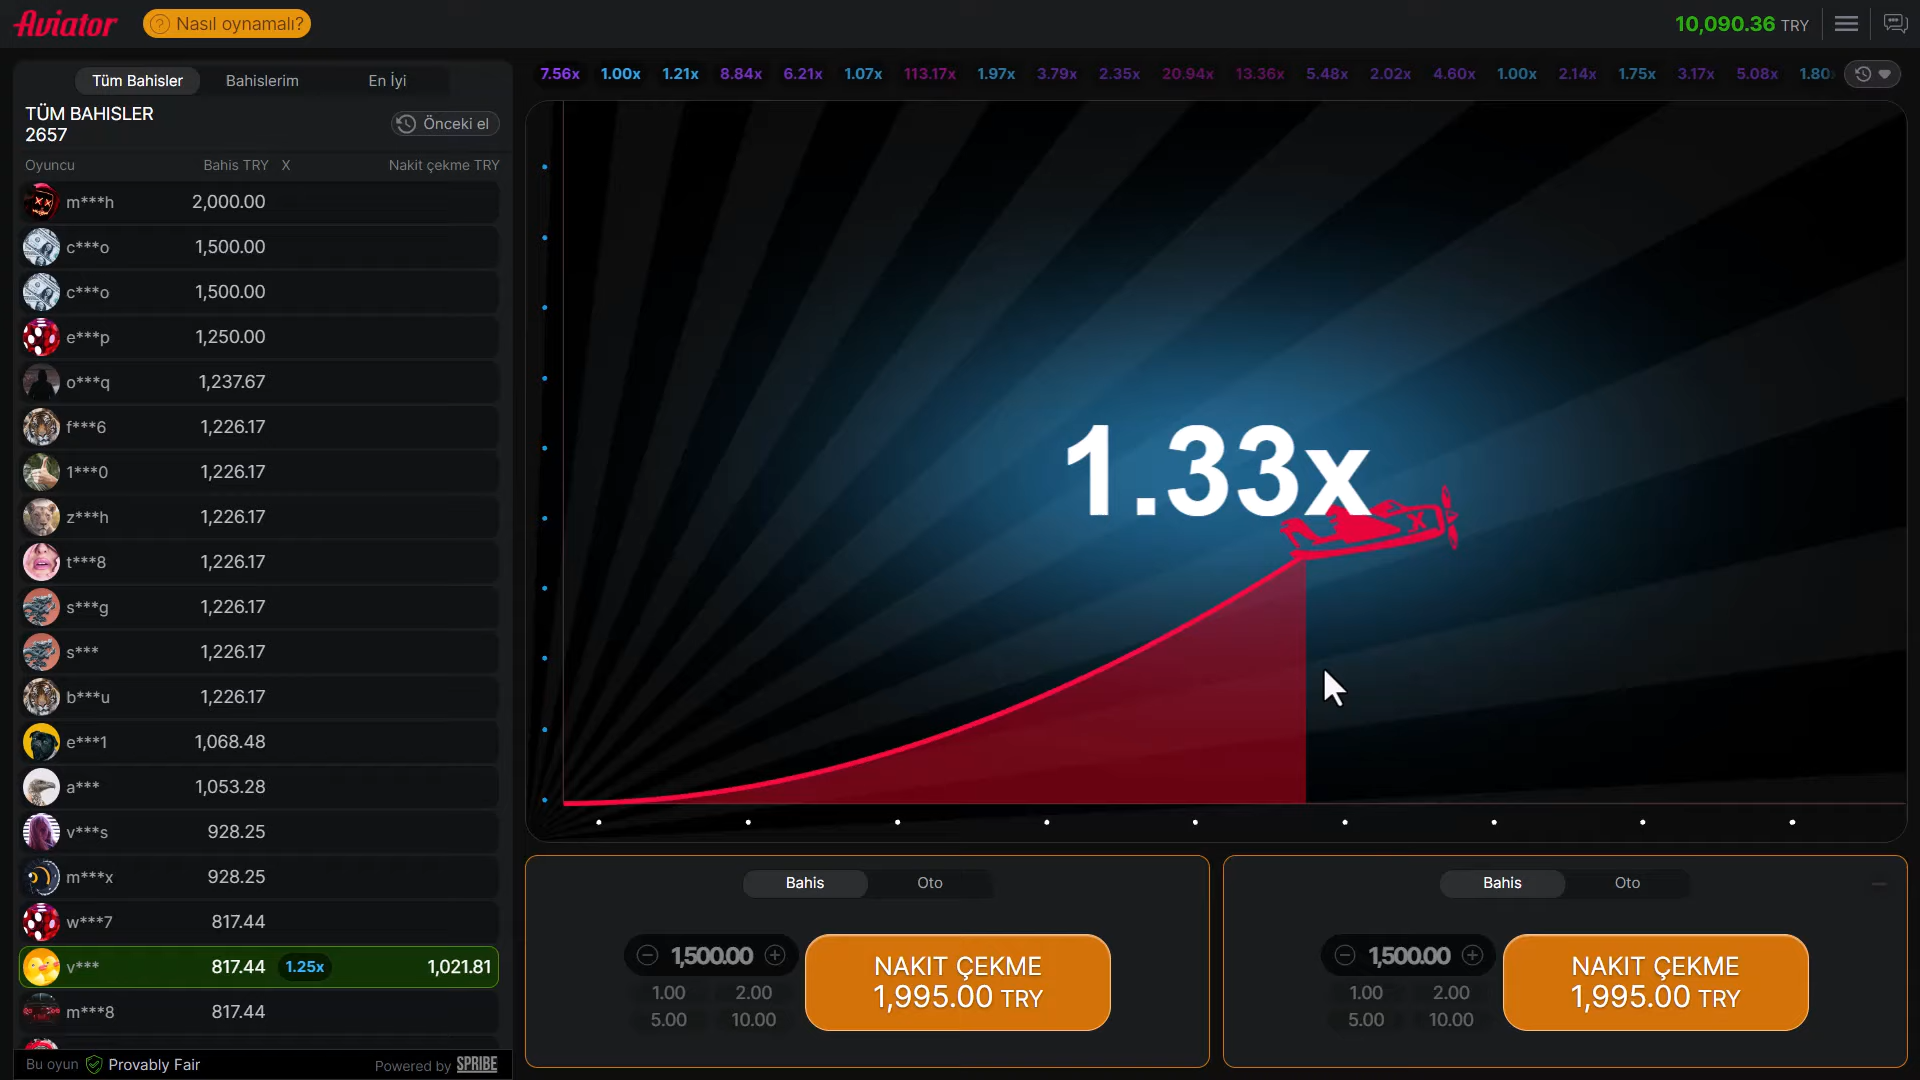 Aviator
Nasıl oynamalı?
10,090.36 TRY
Tüm Bahisler Bahislerim En İyi
TÜM BAHISLER
2657
Önceki el
Oyuncu Bahis TRY X Nakit çekme TRY
m***h 2,000.00
c***o 1,500.00
c***o 1,500.00
e***p 1,250.00
o***q 1,237.67
f***6 1,226.17
1***0 1,226.17
z***h 1,226.17
t***8 1,226.17
s***g 1,226.17
s*** 1,226.17
b***u 1,226.17
e***1 1,068.48
a*** 1,053.28
v***s 928.25
m***x 928.25
w***7 817.44
v*** 817.44 1.25x 1,021.81
m***8 817.44
Bu oyun Provably Fair Powered by SPRIBE
7.56x 1.00x 1.21x 8.84x 6.21x 1.07x 113.17x 1.97x 3.79x 2.35x 20.94x 13.36x 5.48x 2.02x 4.60x 1.00x 2.14x 1.75x 3.17x 5.08x 1.80x
1.33x
X
Bahis Oto
1,500.00
1.00 2.00
5.00 10.00
NAKIT ÇEKME
1,995.00 TRY
Bahis Oto
1,500.00
1.00 2.00
5.00 10.00
NAKIT ÇEKME
1,995.00 TRY